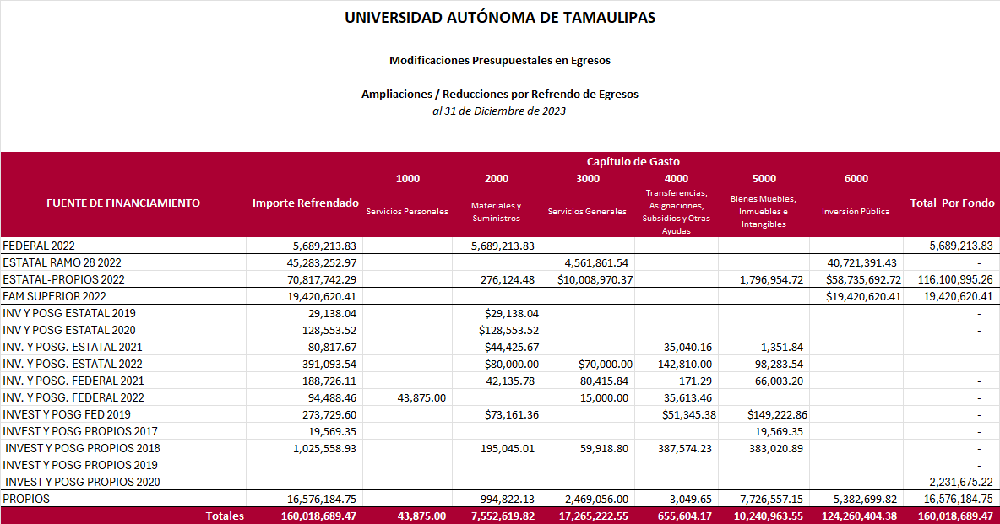 UNIVERSIDAD AUTÓNOMA DE TAMAULIPAS
Modificaciones Presupuestales en Egresos
Ampliaciones / Reducciones por Refrendo de Egresos
al 31 de Diciembre de 2023
Capítulo de Gasto
FUENTE DE FINANCIAMIENTO Importe Refrendado 1000 2000 3000 4000 5000 6000 Total Por Fondo
Servicios Personales
Materiales y
Suministros
Servicios Generales
Transferencias,
Asignaciones,
Subsidios y Otras
Ayudas
Bienes Muebles,
Inmuebles e
Intangibles
Inversión Pública
FEDERAL 2022 5,689,213.83 5,689,213.83 5,689,213.83
ESTATAL RAMO 28 2022 45,283,252.97 4,561,861.54 40,721,391.43 -
ESTATAL-PROPIOS 2022 70,817,742.29 276,124.48 $10,008,970.37 1,796,954.72 $58,735,692.72 116,100,995.26
FAM SUPERIOR 2022 19,420,620.41 $19,420,620.41 19,420,620.41
INV Y POSG ESTATAL 2019 29,138.04 $29,138.04 -
INV Y POSG ESTATAL 2020 128,553.52 $128,553.52 -
INV. Y POSG. ESTATAL 2021 80,817.67 $44,425.67 35,040.16 1,351.84 -
INV. Y POSG. ESTATAL 2022 391,093.54 $80,000.00 $70,000.00 142,810.00 98,283.54 -
INV. Y POSG. FEDERAL 2021 188,726.11 42,135.78 80,415.84 171.29 66,003.20 -
INV. Y POSG. FEDERAL 2022 94,488.46 43,875.00 15,000.00 35,613.46 -
INVEST Y POSG FED 2019 273,729.60 $73,161.36 $51,345.38 $149,222.86 -
INVEST Y POSG PROPIOS 2017 19,569.35 19,569.35 -
INVEST Y POSG PROPIOS 2018 1,025,558.93 195,045.01 59,918.80 387,574.23 383,020.89 -
INVEST Y POSG PROPIOS 2019 -
INVEST Y POSG PROPIOS 2020 2,231,675.22
PROPIOS 16,576,184.75 994,822.13 2,469,056.00 3,049.65 7,726,557.15 5,382,699.82 16,576,184.75
Totales 160,018,689.47 43,875.00 7,552,619.82 17,265,222.55 655,604.17 10,240,963.55 124,260,404.38 160,018,689.47